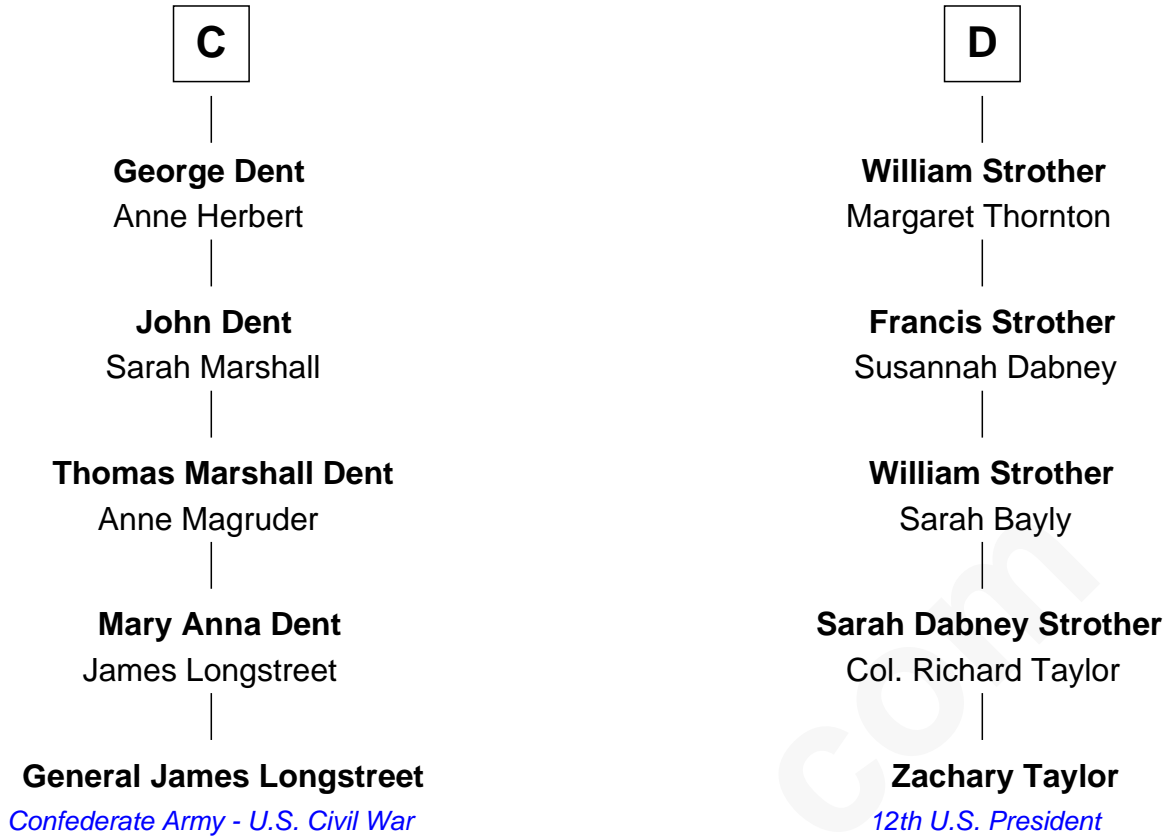 C
George Dent
Anne Herbert
John Dent
Sarah Marshall
Thomas Marshall Dent
Anne Magruder
Mary Anna Dent
James Longstreet
General James Longstreet
Confederate Army - U.S. Civil War
D
William Strother
Margaret Thornton
Francis Strother
Susannah Dabney
William Strother
Sarah Bayly
Sarah Dabney Strother
Col. Richard Taylor
Zachary Taylor
12th U.S. President
com